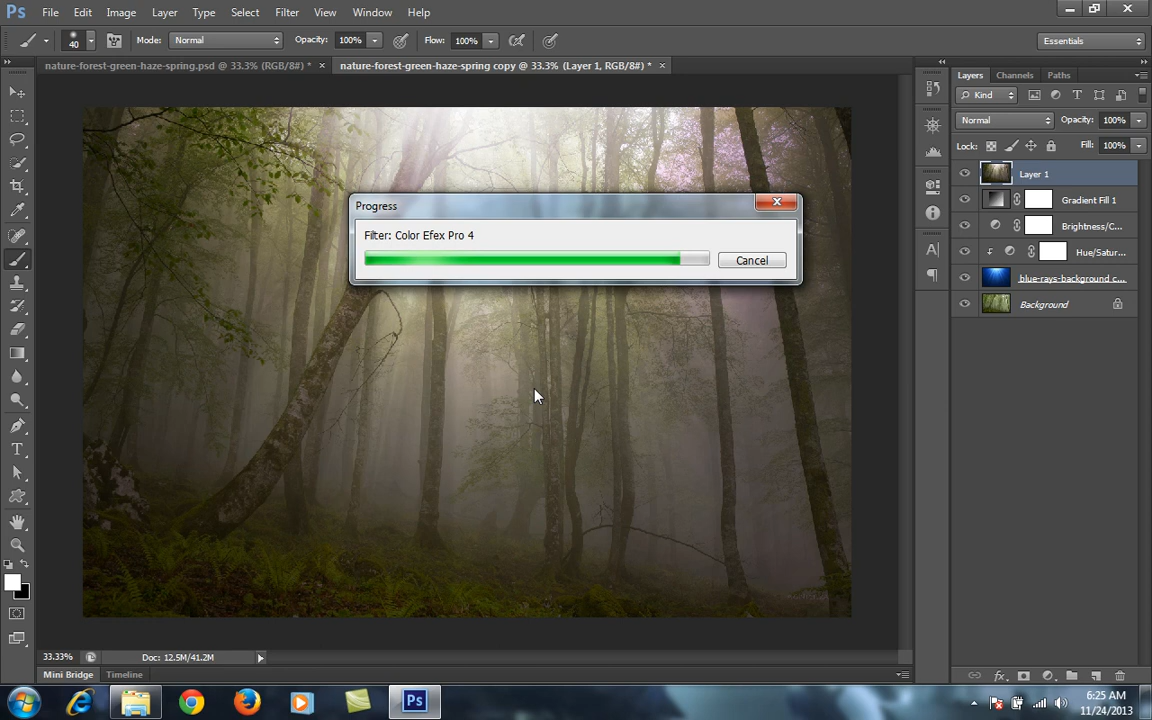 Ps File Edit Image Layer Type Select Filter View Window Help
40 Mode: Normal Opacity: 100% Flow: 100% Essentials
nature-forest-green-haze-spring.psd @ 33.3% (RGB/8#) * × nature-forest-green-haze-spring copy @ 33.3% (Layer 1, RGB/8#) * ×
Layers Channels Paths
Kind
Normal Opacity: 100%
Lock: Fill: 100%
Layer 1
Gradient Fill 1
Brightness/C...
Hue/Satur...
blue-rays-background c...
Background
Progress
Filter: Color Efex Pro 4
Cancel
33.33% Doc: 12.5M/41.2M
Mini Bridge Timeline
fx
Ps
6:25 AM
11/24/2013